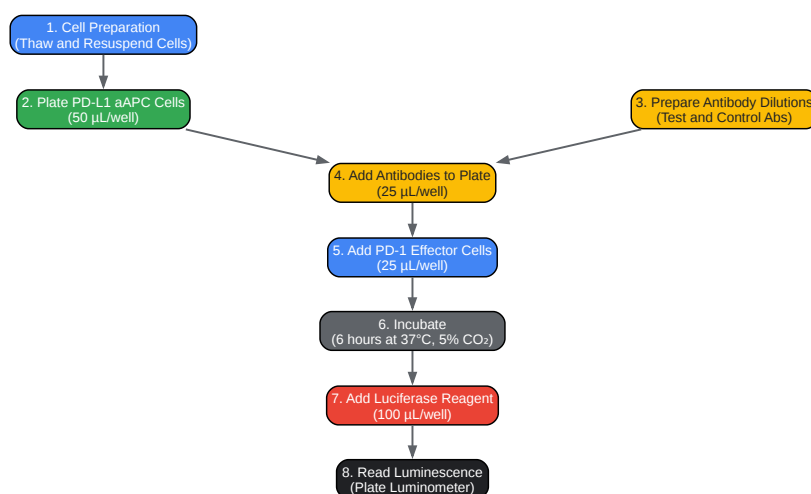 1. Cell Preparation
(Thaw and Resuspend Cells)
2. Plate PD-L1 aAPC Cells
(50 µL/well)
3. Prepare Antibody Dilutions
(Test and Control Abs)
4. Add Antibodies to Plate
(25 µL/well)
5. Add PD-1 Effector Cells
(25 µL/well)
6. Incubate
(6 hours at 37°C, 5% CO₂)
7. Add Luciferase Reagent
(100 µL/well)
8. Read Luminescence
(Plate Luminometer)